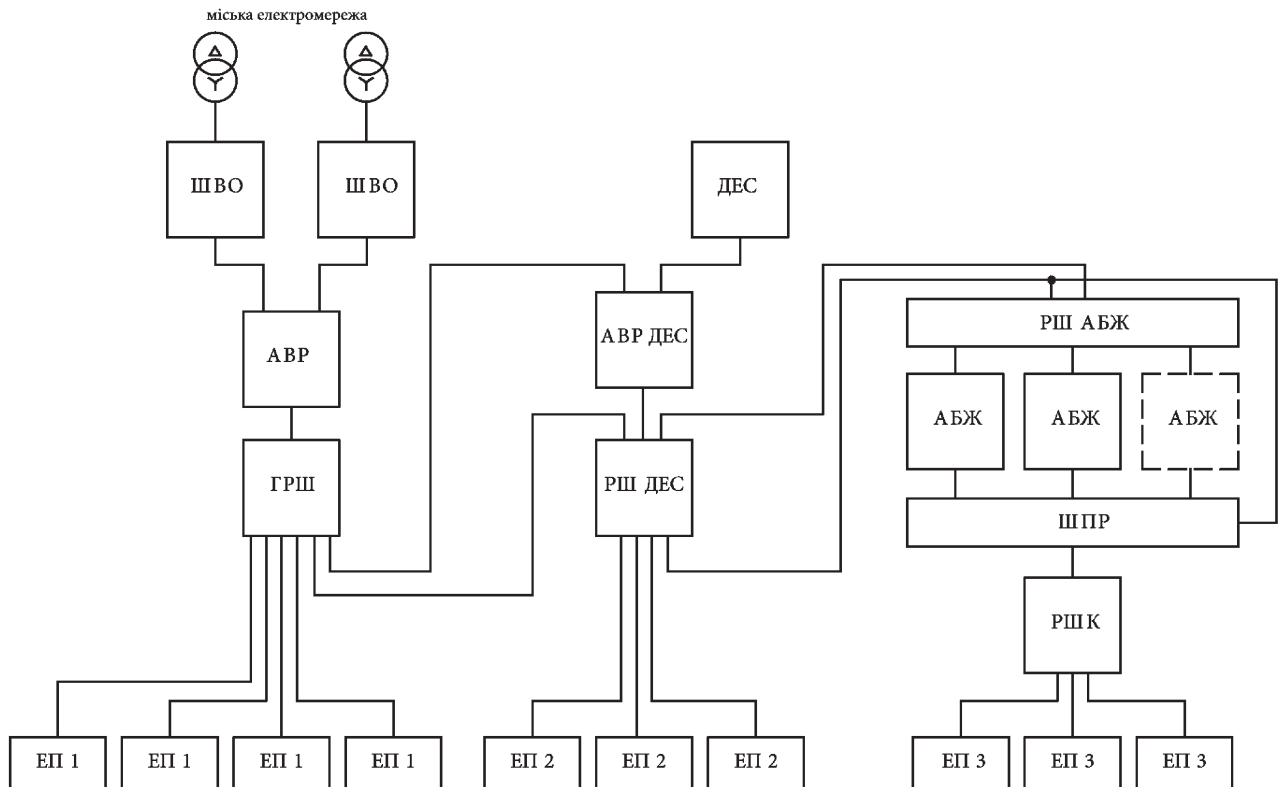 міська електромережа
ШВО ШВО ДЕС
РШ АБЖ
АВР АВР ДЕС
АБЖ АБЖ АБЖ
ГРШ РШ ДЕС
ШПР
РШК
ЕП 1 ЕП 1 ЕП 1 ЕП 1 ЕП 2 ЕП 2 ЕП 2 ЕП 3 ЕП 3 ЕП 3